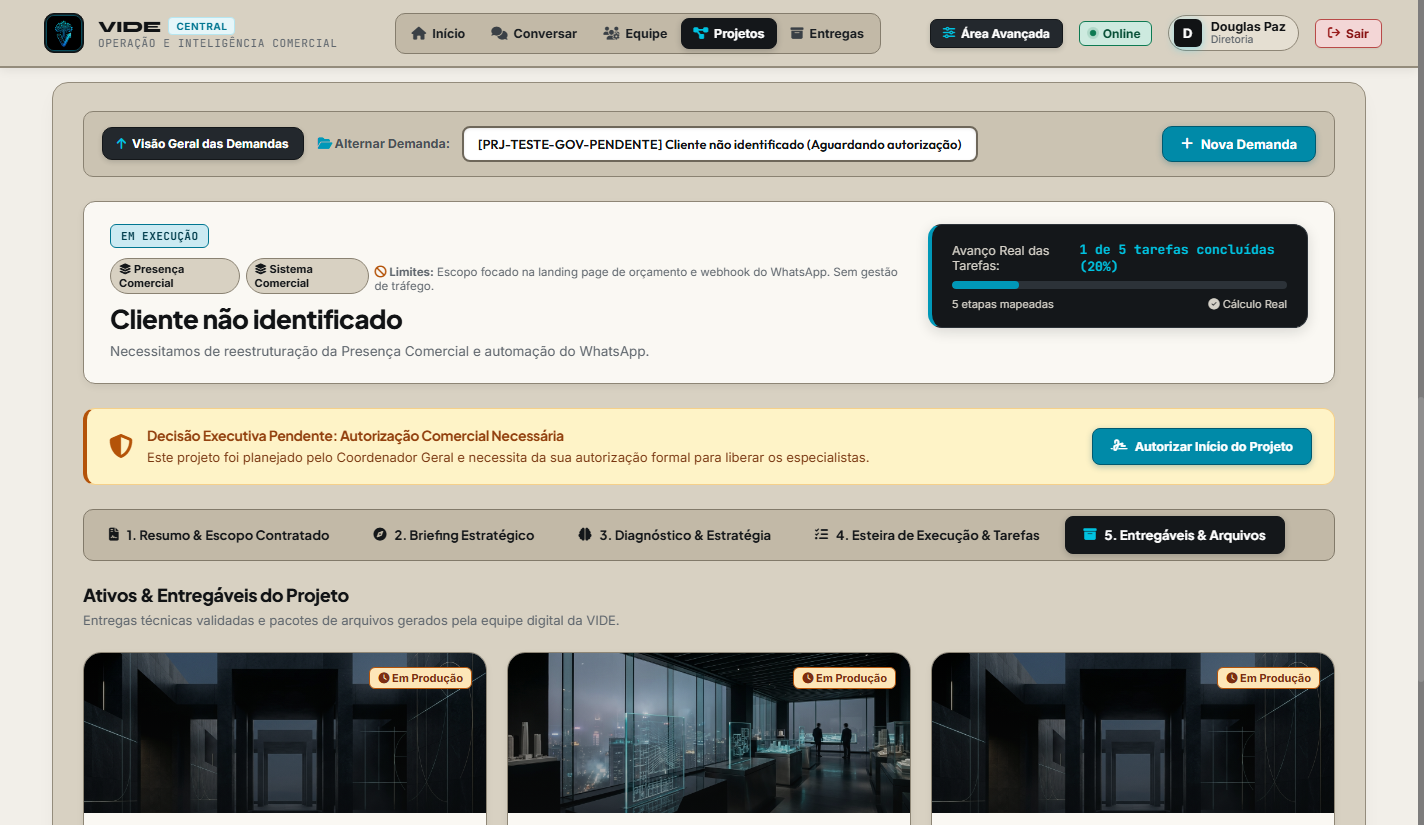 VIDE CENTRAL
OPERAÇÃO E INTELIGÊNCIA COMERCIAL
Início
Conversar
Equipe
Projetos
Entregas
Área Avançada
Online
D
Douglas Paz
Diretoria
Sair
Visão Geral das Demandas
Alternar Demanda:
[PRJ-TESTE-GOV-PENDENTE] Cliente não identificado (Aguardando autorização)
Nova Demanda
EM EXECUÇÃO
Presença
Comercial
Sistema
Comercial
Limites: Escopo focado na landing page de orçamento e webhook do WhatsApp. Sem gestão
de tráfego.
Cliente não identificado
Necessitamos de reestruturação da Presença Comercial e automação do WhatsApp.
Avanço Real das
Tarefas:
1 de 5 tarefas concluídas
(20%)
5 etapas mapeadas
Cálculo Real
Decisão Executiva Pendente: Autorização Comercial Necessária
Este projeto foi planejado pelo Coordenador Geral e necessita da sua autorização formal para liberar os especialistas.
Autorizar Início do Projeto
1. Resumo & Escopo Contratado
2. Briefing Estratégico
3. Diagnóstico & Estratégia
4. Esteira de Execução & Tarefas
5. Entregáveis & Arquivos
Ativos & Entregáveis do Projeto
Entregas técnicas validadas e pacotes de arquivos gerados pela equipe digital da VIDE.
Em Produção
Em Produção
Em Produção